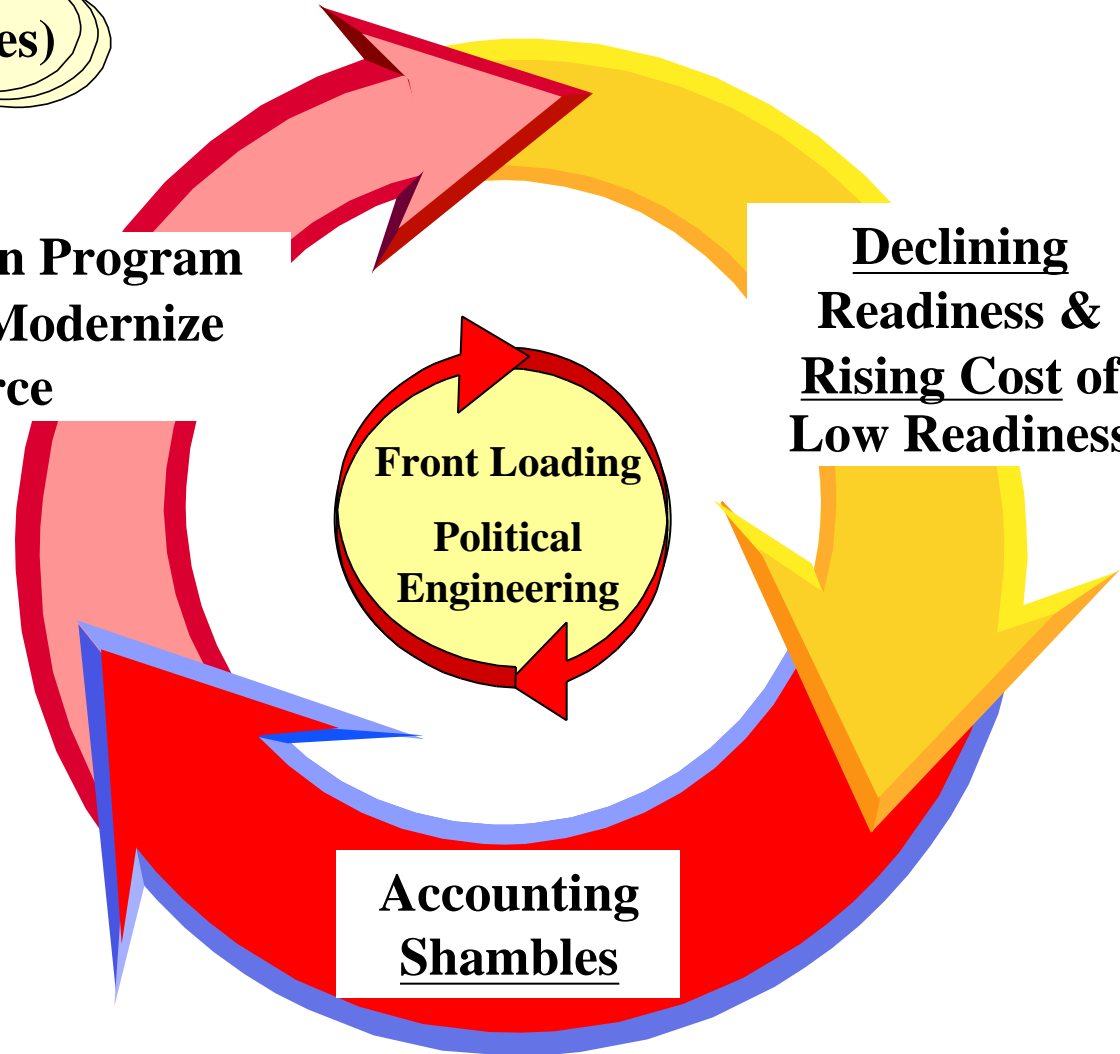 es)
n Program
Modernize
rce
Declining
Readiness &
Rising Cost of
Low Readiness
Front Loading
Political
Engineering
Accounting
Shambles